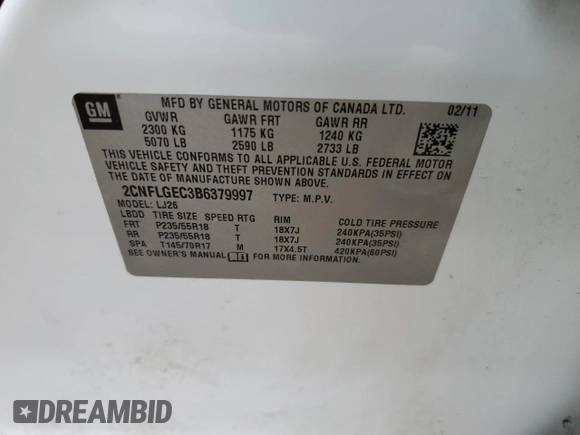 GM
MFD BY GENERAL MOTORS OF CANADA LTD. 02/11
GVWR GAWR FRT GAWR RR
2300 KG 1175 KG 1240 KG
5070 LB 2590 LB 2733 LB
THIS VEHICLE CONFORMS TO ALL APPLICABLE U.S. FEDERAL MOTOR
VEHICLE SAFETY AND THEFT PREVENTION STANDARDS IN EFFECT ON
THE DATE OF MANUFACTURE SHOWN ABOVE.
2CNFLGEC3B6379997 TYPE: M.P.V.
MODEL: LJ26
LBDD TIRE SIZE SPEED RTG RIM COLD TIRE PRESSURE
FRT P235/55R18 T 18X7J 240KPA(35PSI)
RR P235/55R18 T 18X7J 240KPA(35PSI)
SPA T145/70R17 M 17X4.5T 420KPA(60PSI)
SEE OWNER'S MANUAL FOR MORE INFORMATION.
DREAMBID